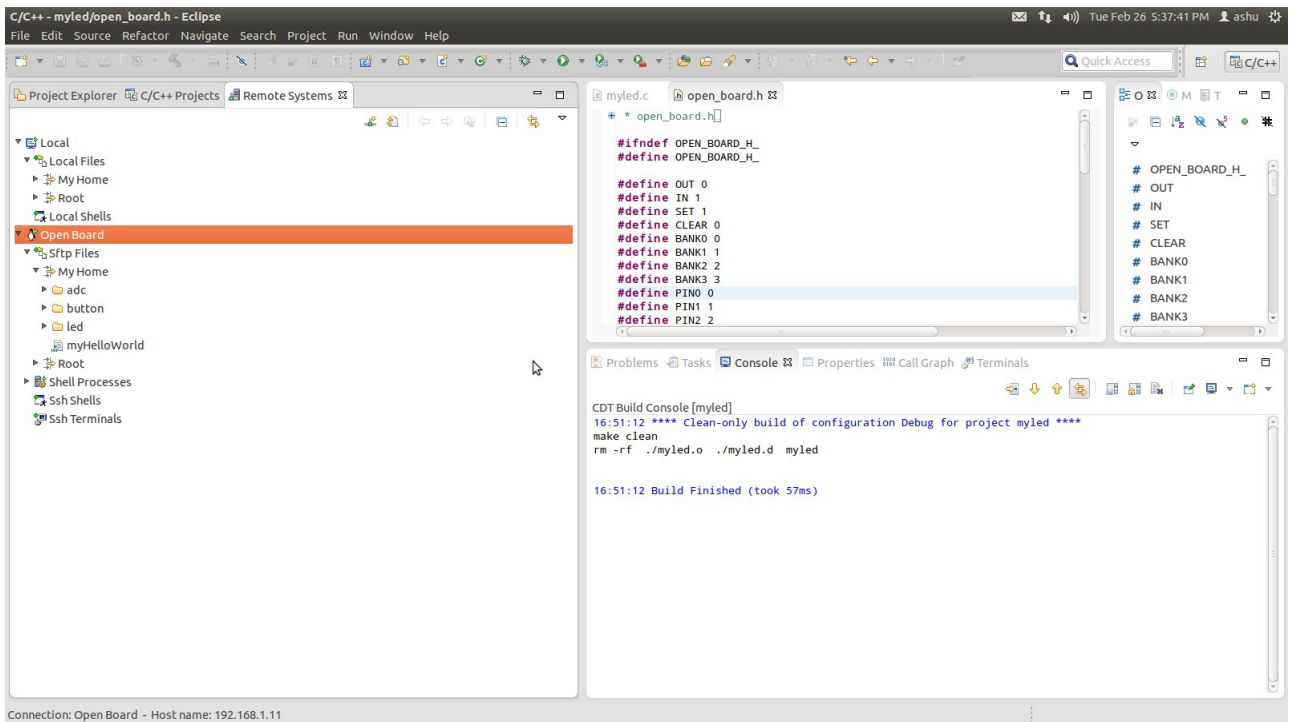 C/C++ - myled/open_board.h - Eclipse
Tue Feb 26 5:37:41 PM ashu
File Edit Source Refactor Navigate Search Project Run Window Help
Quick Access
C/C++
Project Explorer C/C++ Projects Remote Systems
Local
Local Files
My Home
Root
Local Shells
Open Board
Sftp Files
My Home
adc
button
led
myHelloWorld
Root
Shell Processes
Ssh Shells
Ssh Terminals
myled.c open_board.h
* open_board.h
#ifndef OPEN_BOARD_H_
#define OPEN_BOARD_H_
#define OUT 0
#define IN 1
#define SET 1
#define CLEAR 0
#define BANK0 0
#define BANK1 1
#define BANK2 2
#define BANK3 3
#define PIN0 0
#define PIN1 1
#define PIN2 2
O M T
# OPEN_BOARD_H_
# OUT
# IN
# SET
# CLEAR
# BANK0
# BANK1
# BANK2
# BANK3
Problems Tasks Console Properties Call Graph Terminals
CDT Build Console [myled]
16:51:12 **** Clean-only build of configuration Debug for project myled ****
make clean
rm -rf ./myled.o ./myled.d myled
16:51:12 Build Finished (took 57ms)
Connection: Open Board - Host name: 192.168.1.11